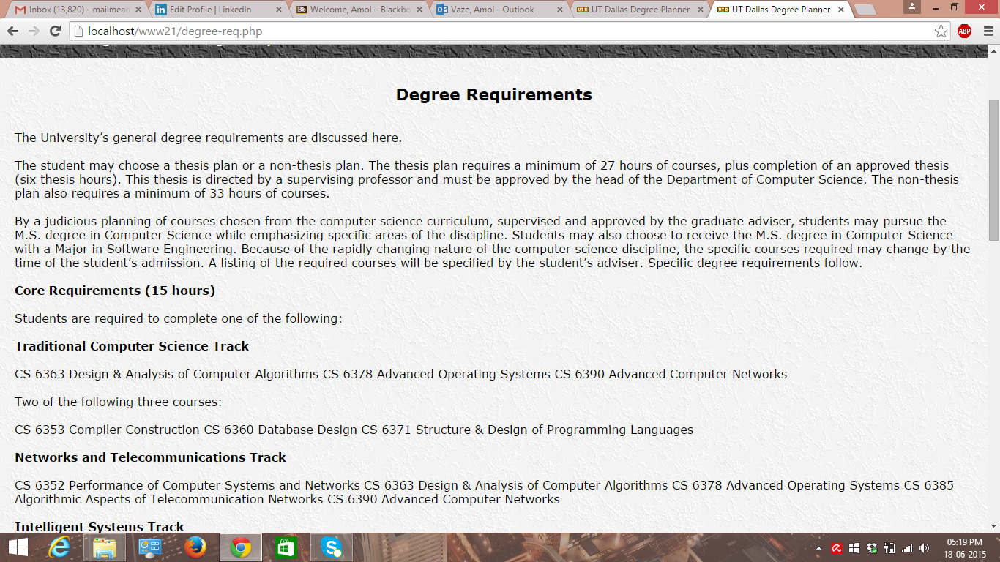 Inbox (13,820) - mailmean
Edit Profile | LinkedIn
Bb Welcome, Amol – Blackbo
Vaze, Amol - Outlook
UTD UT Dallas Degree Planner
UTD UT Dallas Degree Planner
localhost/www21/degree-req.php
ABP
Degree Requirements
The University’s general degree requirements are discussed here.
The student may choose a thesis plan or a non-thesis plan. The thesis plan requires a minimum of 27 hours of courses, plus completion of an approved thesis
(six thesis hours). This thesis is directed by a supervising professor and must be approved by the head of the Department of Computer Science. The non-thesis
plan also requires a minimum of 33 hours of courses.
By a judicious planning of courses chosen from the computer science curriculum, supervised and approved by the graduate adviser, students may pursue the
M.S. degree in Computer Science while emphasizing specific areas of the discipline. Students may also choose to receive the M.S. degree in Computer Science
with a Major in Software Engineering. Because of the rapidly changing nature of the computer science discipline, the specific courses required may change by the
time of the student’s admission. A listing of the required courses will be specified by the student’s adviser. Specific degree requirements follow.
Core Requirements (15 hours)
Students are required to complete one of the following:
Traditional Computer Science Track
CS 6363 Design & Analysis of Computer Algorithms CS 6378 Advanced Operating Systems CS 6390 Advanced Computer Networks
Two of the following three courses:
CS 6353 Compiler Construction CS 6360 Database Design CS 6371 Structure & Design of Programming Languages
Networks and Telecommunications Track
CS 6352 Performance of Computer Systems and Networks CS 6363 Design & Analysis of Computer Algorithms CS 6378 Advanced Operating Systems CS 6385
Algorithmic Aspects of Telecommunication Networks CS 6390 Advanced Computer Networks
Intelligent Systems Track
05:19 PM
18-06-2015